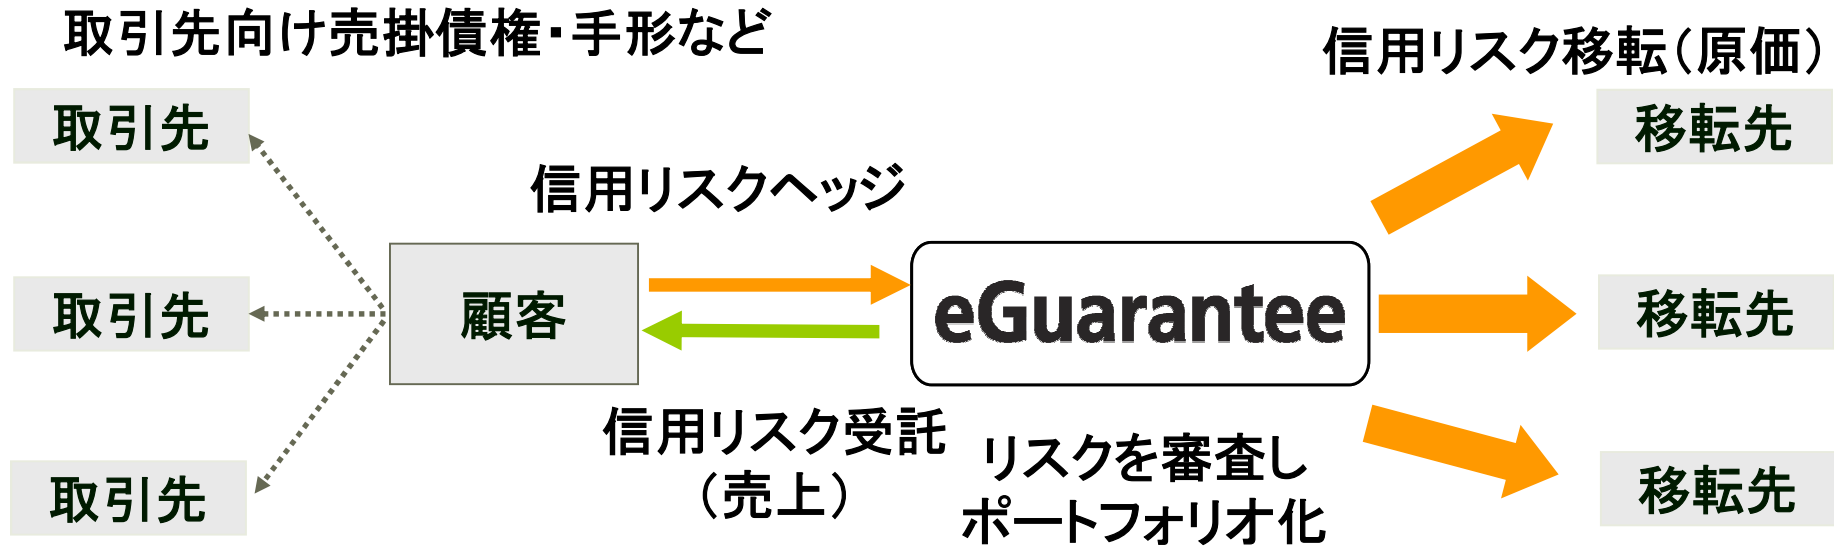 取引先向け売掛債権・手形など
信用リスク移転（原価）
取引先
移転先
信用リスクヘッジ
取引先
顧客
eGuarantee
移転先
信用リスク受託
（売上）
リスクを審査し
ポートフォリオ化
取引先
移転先